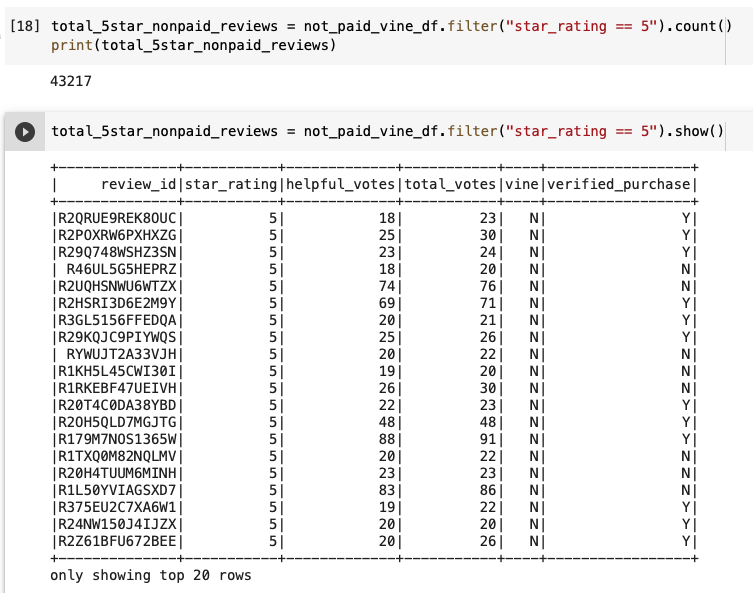 [18] total_5star_nonpaid_reviews = not_paid_vine_df.filter("star_rating == 5").count()
print(total_5star_nonpaid_reviews)
43217
total_5star_nonpaid_reviews = not_paid_vine_df.filter("star_rating == 5").show()
+--------------+-----------+-------------+-----------+----+-----------------+
|     review_id|star_rating|helpful_votes|total_votes|vine|verified_purchase|
+--------------+-----------+-------------+-----------+----+-----------------+
|R2QRUE9REK8OUC|          5|           18|         23|   N|                Y|
|R2POXRW6PXHXZG|          5|           25|         30|   N|                Y|
|R29Q748WSHZ3SN|          5|           23|         24|   N|                Y|
| R46UL5G5HEPRZ|          5|           18|         20|   N|                N|
|R2UQHSNWU6WTZX|          5|           74|         76|   N|                N|
|R2HSRI3D6E2M9Y|          5|           69|         71|   N|                Y|
|R3GL5156FFEDQA|          5|           20|         21|   N|                Y|
|R29KQJC9PIYWQS|          5|           25|         26|   N|                Y|
| RYWUJT2A33VJH|          5|           20|         22|   N|                N|
|R1KH5L45CWI30I|          5|           19|         20|   N|                N|
|R1RKEBF47UEIVH|          5|           26|         30|   N|                N|
|R20T4C0DA38YBD|          5|           22|         23|   N|                Y|
|R2OH5QLD7MGJTG|          5|           48|         48|   N|                Y|
|R179M7NOS1365W|          5|           88|         91|   N|                Y|
|R1TXQ0M82NQLMV|          5|           20|         22|   N|                N|
|R20H4TUUM6MINH|          5|           23|         23|   N|                N|
|R1L50YVIAGSXD7|          5|           83|         86|   N|                N|
|R375EU2C7XA6W1|          5|           19|         22|   N|                Y|
|R24NW150J4IJZX|          5|           20|         20|   N|                Y|
|R2Z61BFU672BEE|          5|           20|         26|   N|                Y|
+--------------+-----------+-------------+-----------+----+-----------------+
only showing top 20 rows